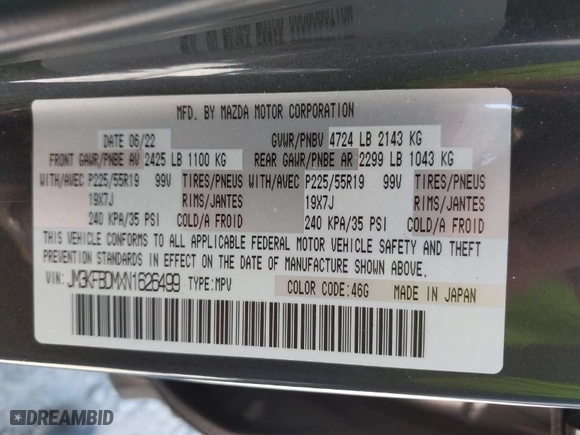 MFD. BY MAZDA MOTOR CORPORATION
DATE 06/22 GVWR/PNBV 4724 LB 2143 KG
FRONT GAWR/PNBE AV 2425 LB 1100 KG REAR GAWR/PNBE AR 2299 LB 1043 KG
WITH/AVEC P225/55R19 99V TIRES/PNEUS WITH/AVEC P225/55R19 99V TIRES/PNEUS
19X7J RIMS/JANTES 19X7J RIMS/JANTES
240 KPA/35 PSI COLD/A FROID 240 KPA/35 PSI COLD/A FROID
THIS VEHICLE CONFORMS TO ALL APPLICABLE FEDERAL MOTOR VEHICLE SAFETY AND THEFT
PREVENTION STANDARDS IN EFFECT ON THE DATE OF MANUFACTURE SHOWN ABOVE.
VIN: JM3KFBDMXN1626499 TYPE:MPV COLOR CODE:46G MADE IN JAPAN
DREAMBID